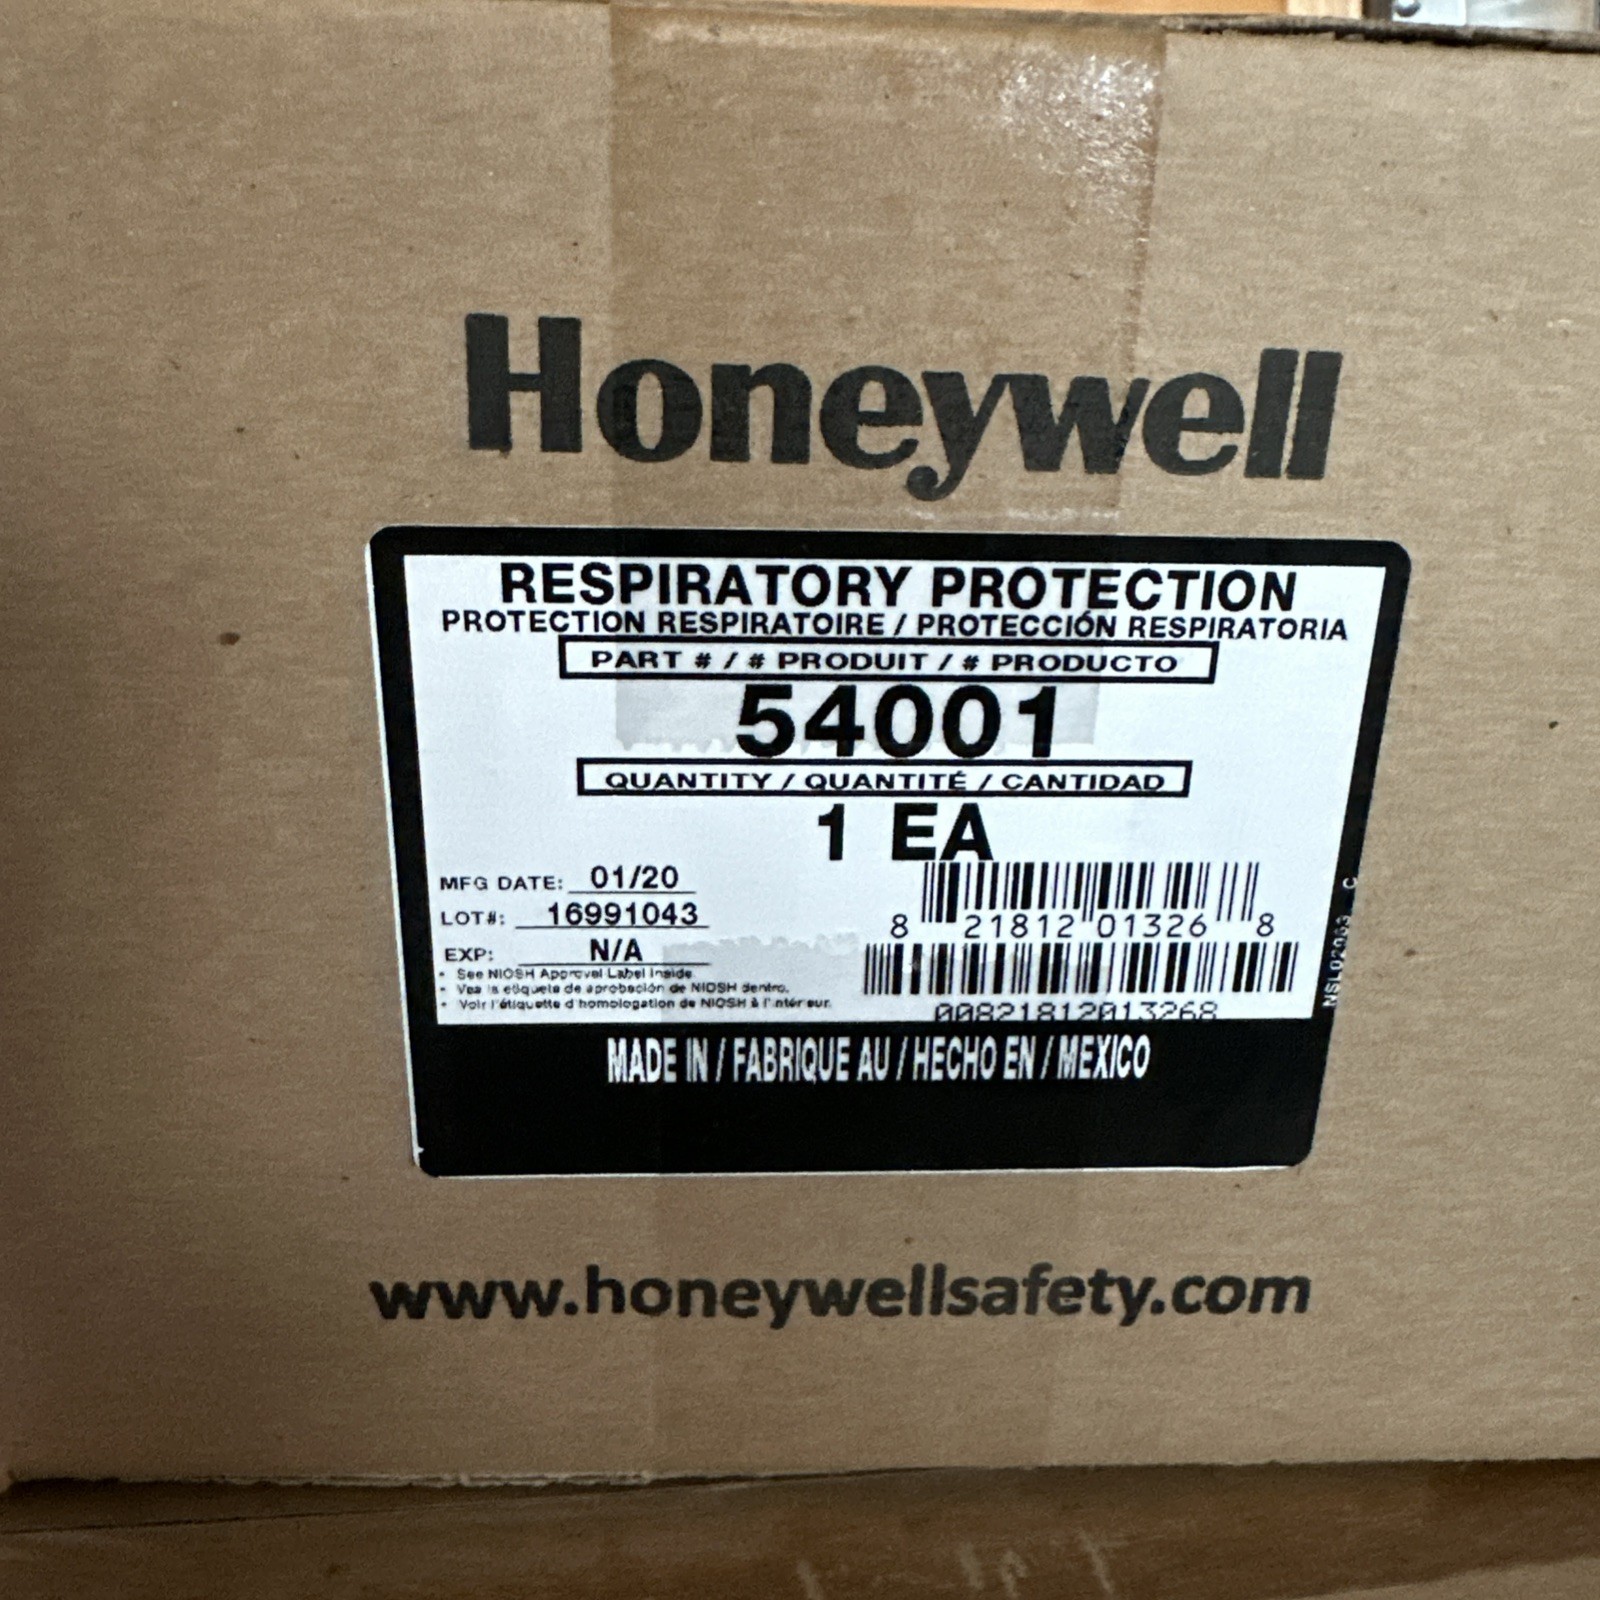 Honeywell
RESPIRATORY PROTECTION
PROTECTION RESPIRATOIRE / PROTECCIÓN RESPIRATORIA
PART # / # PRODUIT / # PRODUCTO
54001
QUANTITY / QUANTITÉ / CANTIDAD
1 EA
MFG DATE: 01/20
LOT#: 16991043
EXP: N/A
• See NIOSH Approval Label Inside.
• Vea la etiqueta de aprobación de NIOSH dentro.
• Voir l'étiquette d'homologation de NIOSH à l'intérieur.
8 21812 01326 8
00821812013268
NSL02063 C
MADE IN / FABRIQUE AU / HECHO EN / MEXICO
www.honeywellsafety.com